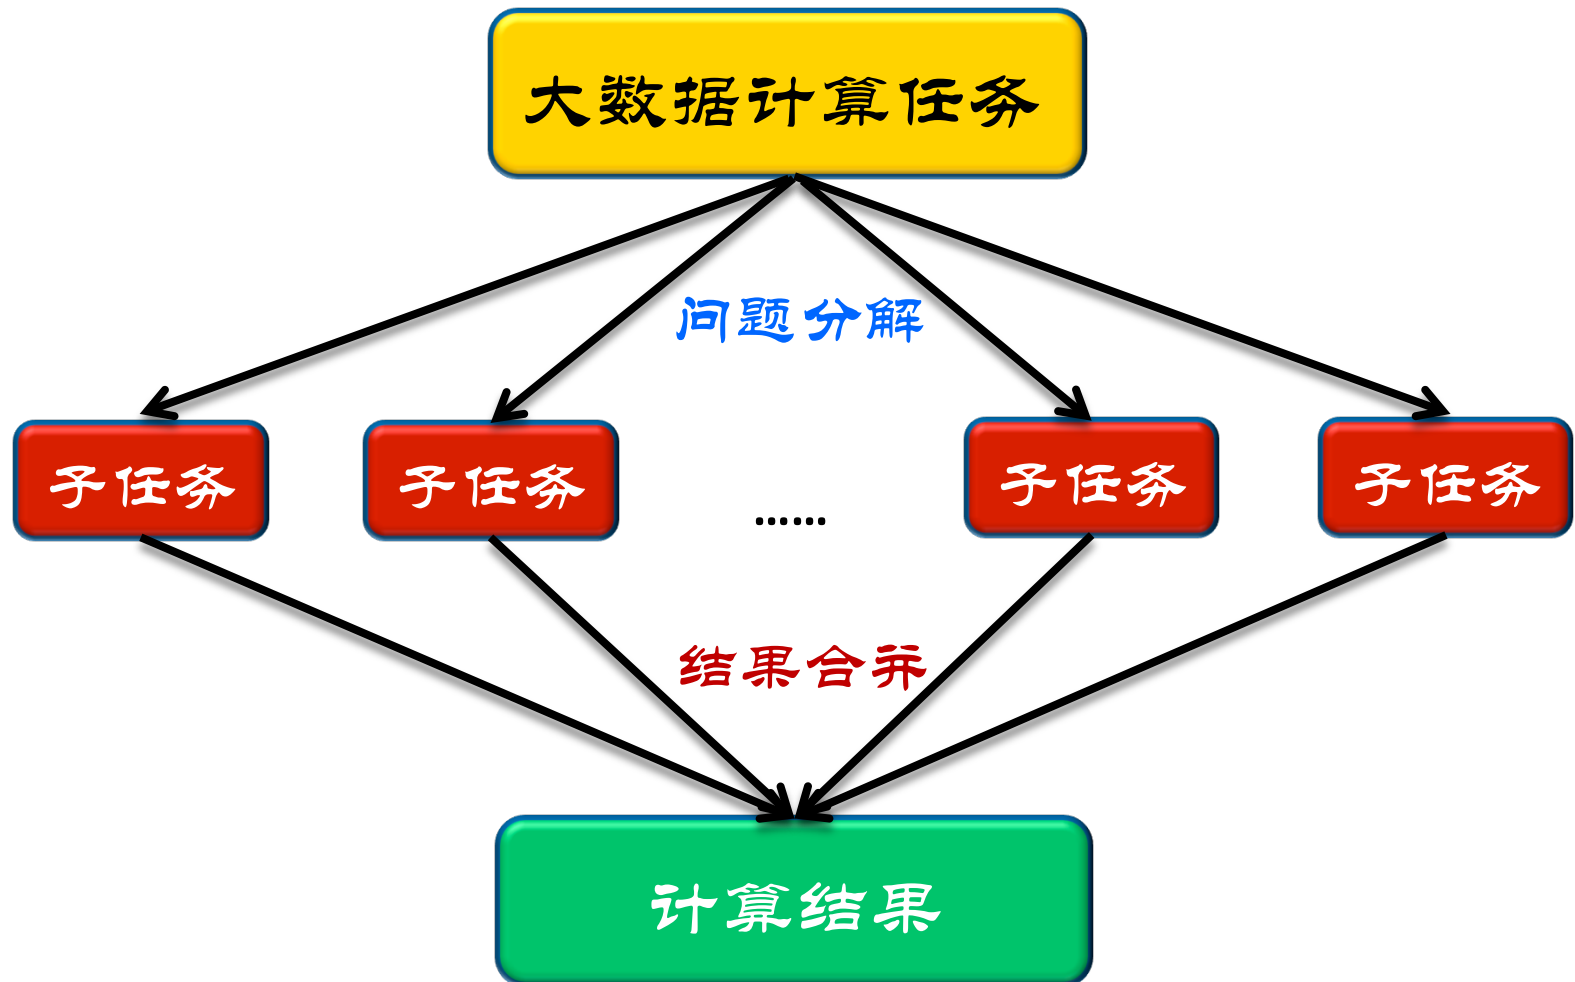 大数据计算任务
问题分解
子任务
子任务
……
子任务
子任务
结果合并
计算结果